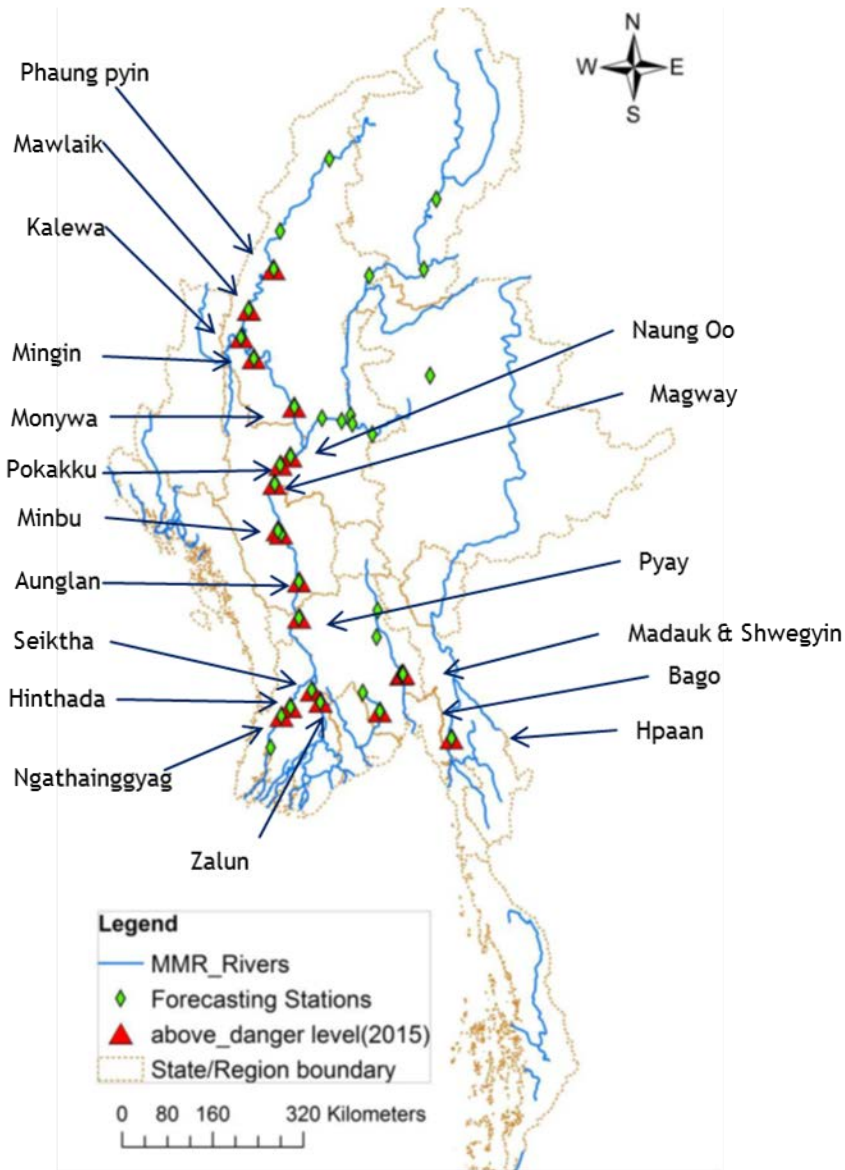 N
W E
S
Phaung pyin
Mawlaik
Kalewa
Mingin
Monywa
Pokakku
Minbu
Aunglan
Seiktha
Hinthada
Ngathainggyag
Zalun
Naung Oo
Magway
Pyay
Madauk & Shwegyin
Bago
Hpaan
Legend
MMR_Rivers
Forecasting Stations
above_danger level(2015)
State/Region boundary
0 80 160 320 Kilometers